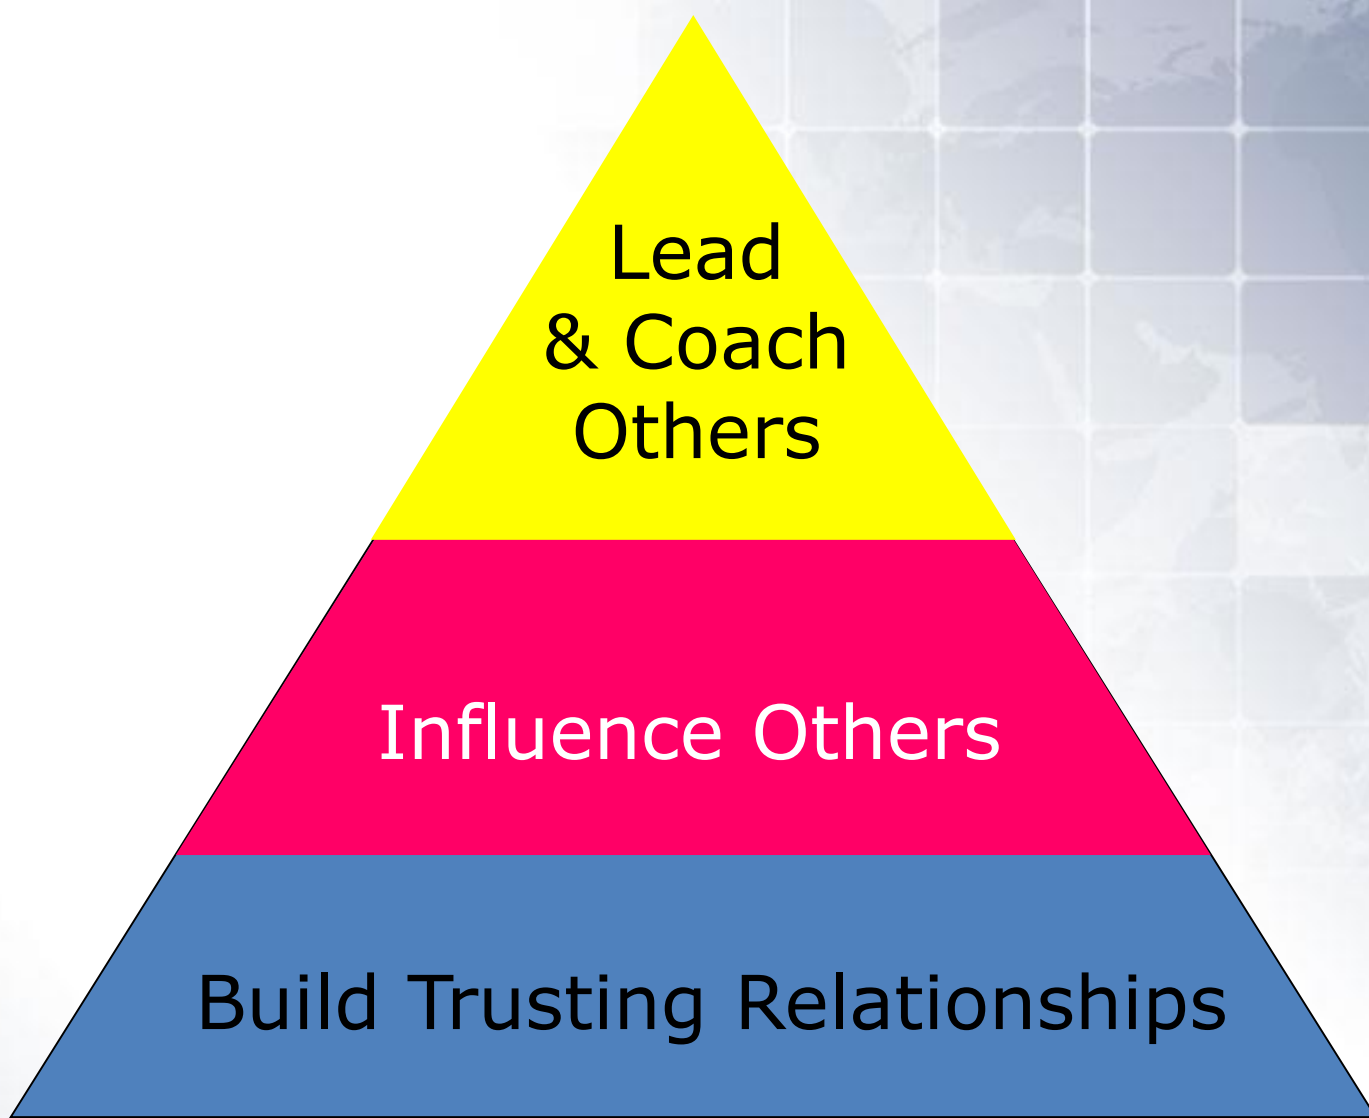 Lead
& Coach
Others
Influence Others
Build Trusting Relationships